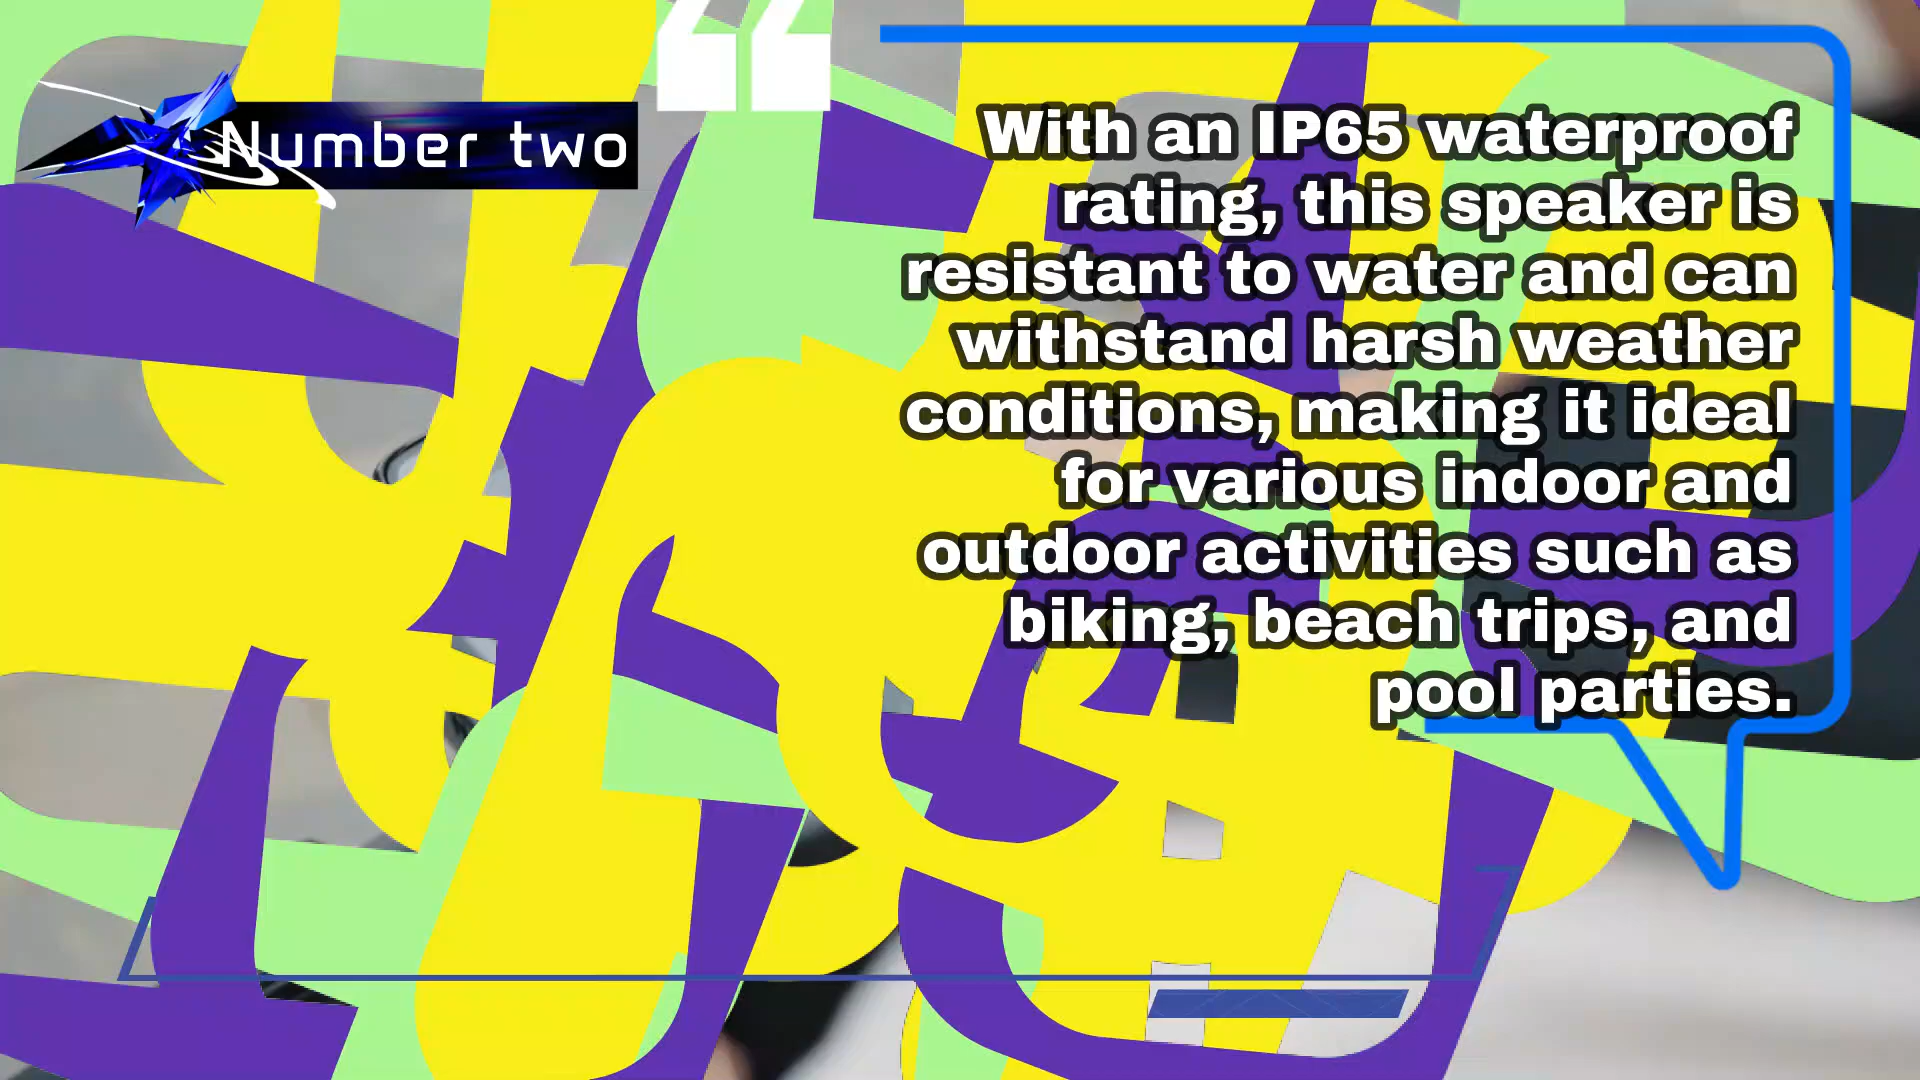 Number two
“
With an IP65 waterproof
rating, this speaker is
resistant to water and can
withstand harsh weather
conditions, making it ideal
for various indoor and
outdoor activities such as
biking, beach trips, and
pool parties.